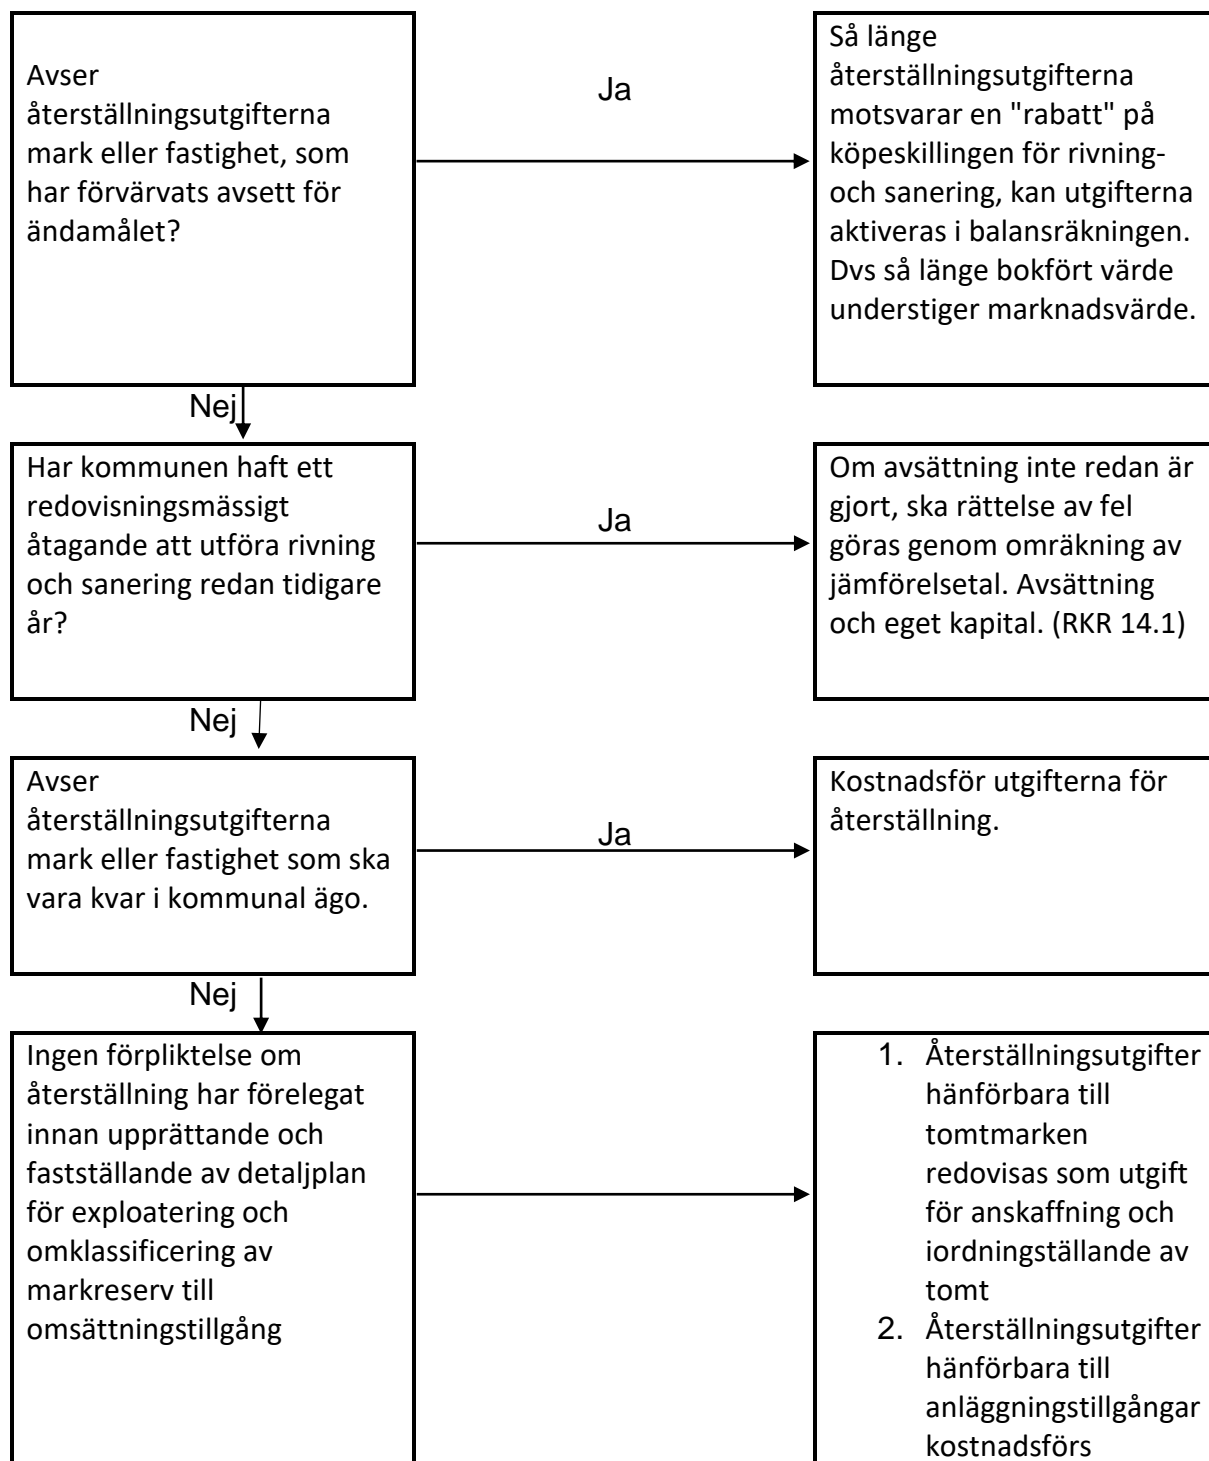 Avser
återställningsutgifterna
mark eller fastighet, som
har förvärvats avsett för
ändamålet?
Ja
Så länge
återställningsutgifterna
motsvarar en "rabatt" på
köpeskillingen för rivning-
och sanering, kan utgifterna
aktiveras i balansräkningen.
Dvs så länge bokfört värde
understiger marknadsvärde.
Nej
Har kommunen haft ett
redovisningsmässigt
åtagande att utföra rivning
och sanering redan tidigare
år?
Ja
Om avsättning inte redan är
gjort, ska rättelse av fel
göras genom omräkning av
jämförelsetal. Avsättning
och eget kapital. (RKR 14.1)
Nej
Avser
återställningsutgifterna
mark eller fastighet som ska
vara kvar i kommunal ägo.
Ja
Kostnadsför utgifterna för
återställning.
Nej
Ingen förpliktelse om
återställning har förelegat
innan upprättande och
fastställande av detaljplan
för exploatering och
omklassificering av
markreserv till
omsättningstillgång
1. Återställningsutgifter
hänförbara till
tomtmarken
redovisas som utgift
för anskaffning och
iordningställande av
tomt
2. Återställningsutgifter
hänförbara till
anläggningstillgångar
kostnadsförs